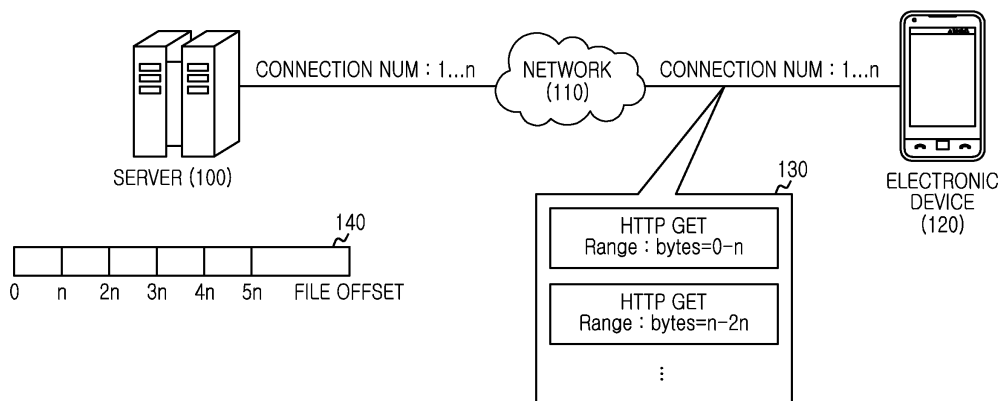 CONNECTION NUM : 1...n
NETWORK
(110)
CONNECTION NUM : 1...n
SERVER (100)
ELECTRONIC
DEVICE
(120)
130
HTTP GET
Range : bytes=0-n
HTTP GET
Range : bytes=n-2n
⋮
140
0 n 2n 3n 4n 5n FILE OFFSET